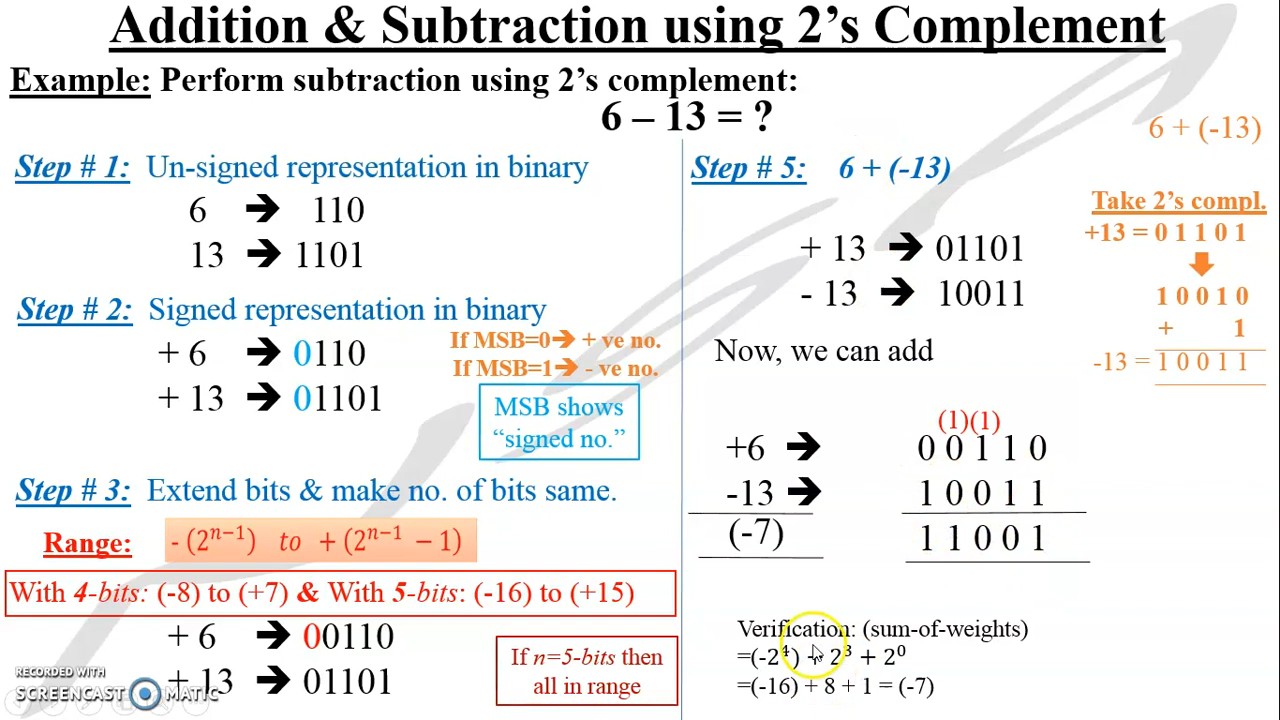 Addition & Subtraction using 2's Complement
Example: Perform subtraction using 2's complement:
6 – 13 = ?
Step # 1: Un-signed representation in binary
6 ➔ 110
13 ➔ 1101
Step # 2: Signed representation in binary
+ 6 ➔ 0110
+ 13 ➔ 01101
If MSB=0➔ + ve no.
If MSB=1➔ - ve no.
MSB shows
“signed no.”
Step # 3: Extend bits & make no. of bits same.
Range: - (2ⁿ⁻¹) to + (2ⁿ⁻¹ − 1)
With 4-bits: (-8) to (+7) & With 5-bits: (-16) to (+15)
+ 6 ➔ 00110
+ 13 ➔ 01101
If n=5-bits then
all in range
RECORDED WITH
SCREENCAST MATIC
Step # 5: 6 + (-13)
+ 13 ➔ 01101
- 13 ➔ 10011
Now, we can add
(1)(1)
+6 ➔ 0 0 1 1 0
-13 ➔ 1 0 0 1 1
(-7) 1 1 0 0 1
Verification: (sum-of-weights)
=(-2⁴) + 2³ + 2⁰
=(-16) + 8 + 1 = (-7)
6 + (-13)
Take 2's compl.
+13 = 0 1 1 0 1
1 0 0 1 0
+ 1
-13 = 1 0 0 1 1